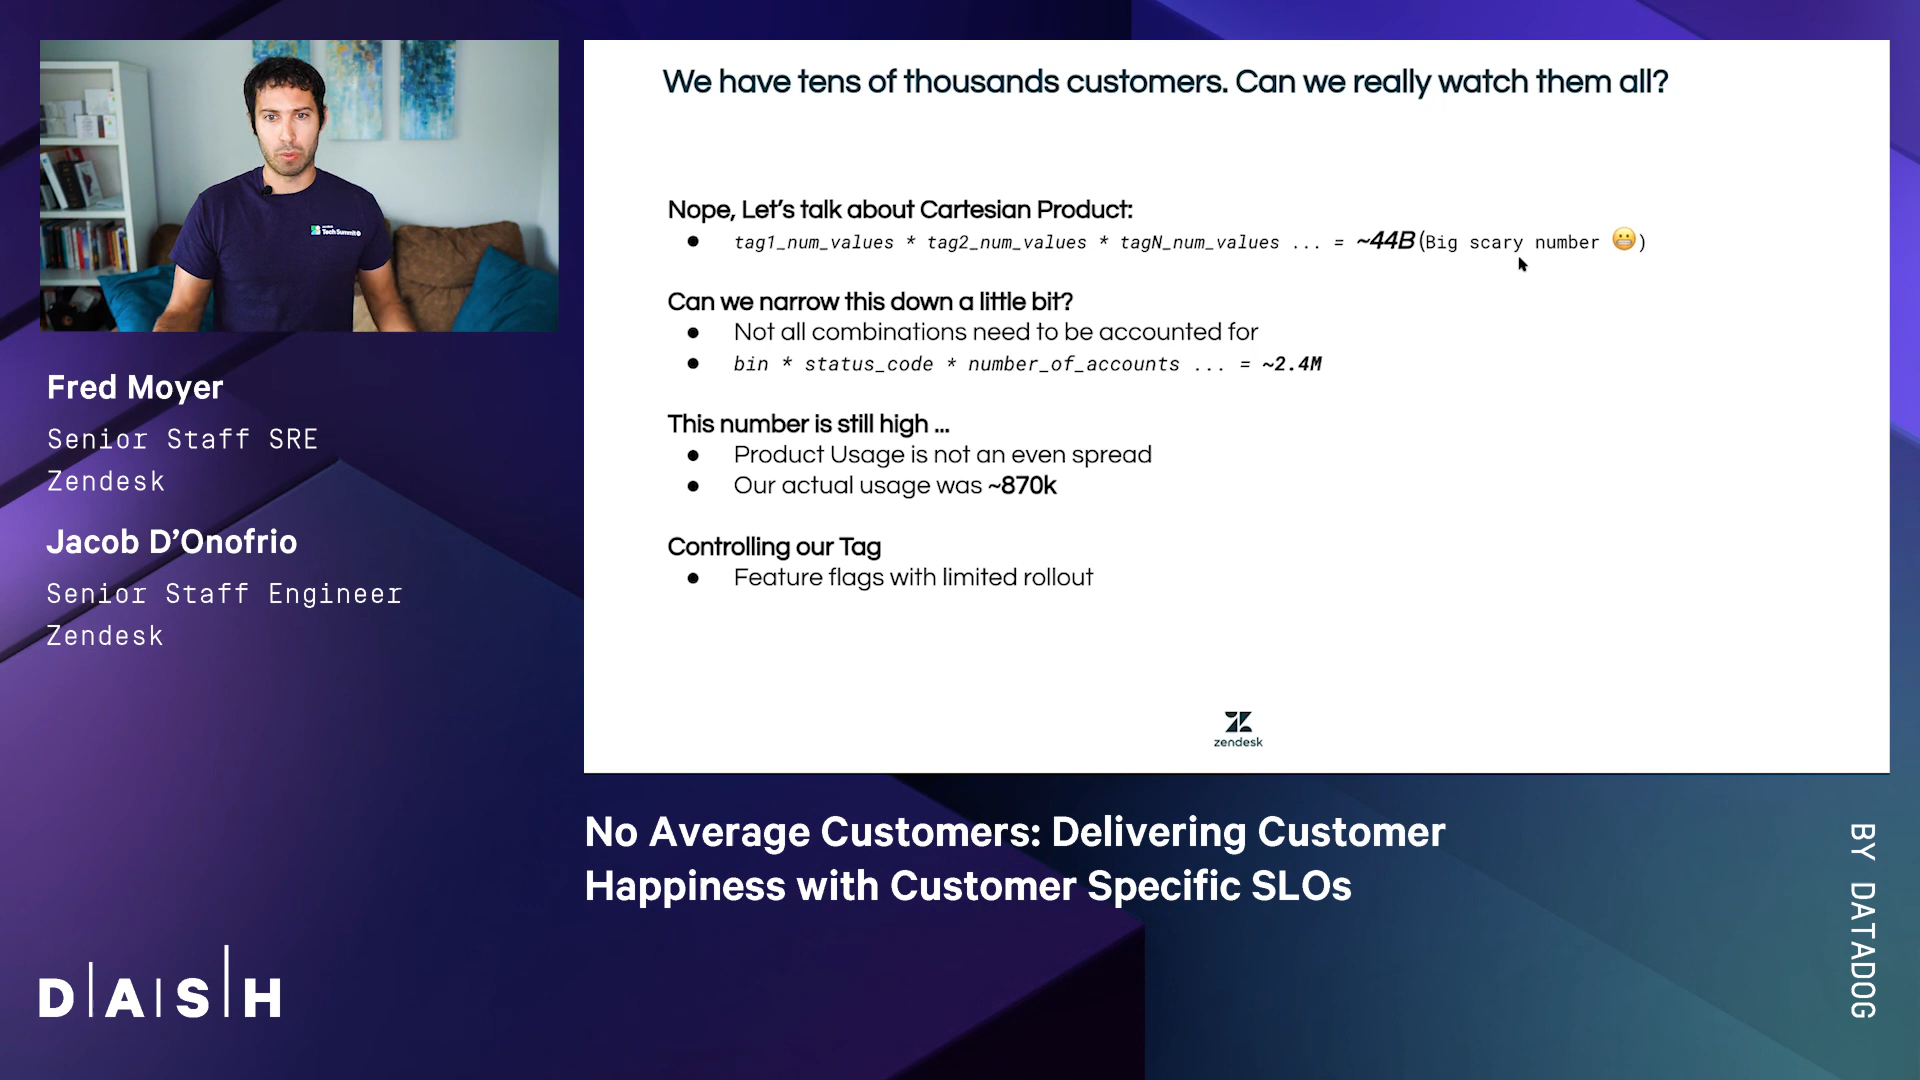 We have tens of thousands customers. Can we really watch them all?
Nope, Let's talk about Cartesian Product:
● tag1_num_values * tag2_num_values * tagN_num_values ... = ~44B (Big scary number 😬)
Can we narrow this down a little bit?
● Not all combinations need to be accounted for
● bin * status_code * number_of_accounts ... = ~2.4M
This number is still high ...
● Product Usage is not an even spread
● Our actual usage was ~870k
Controlling our Tag
● Feature flags with limited rollout
zendesk
Tech Summit
Fred Moyer
Senior Staff SRE
Zendesk
Jacob D’Onofrio
Senior Staff Engineer
Zendesk
No Average Customers: Delivering Customer
Happiness with Customer Specific SLOs
DASH
BY DATADOG